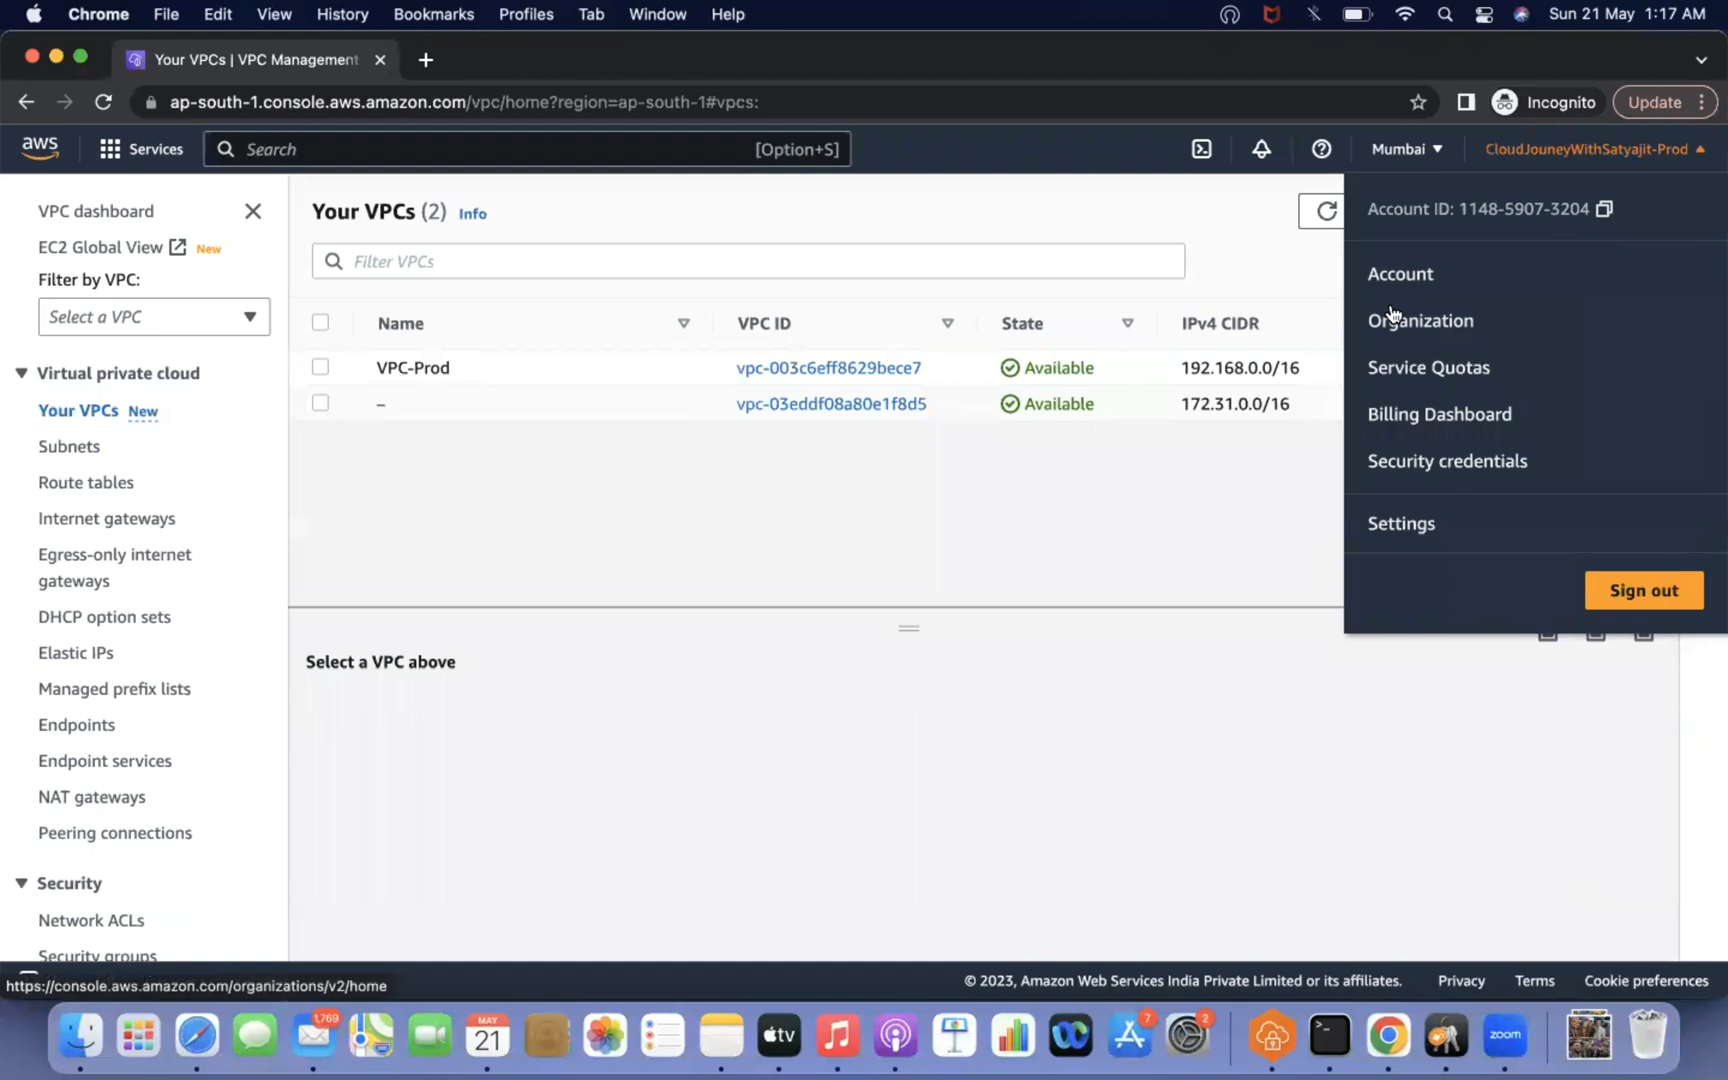 Chrome File Edit View History Bookmarks Profiles Tab Window Help Sun 21 May 1:17 AM
Your VPCs | VPC Management
ap-south-1.console.aws.amazon.com/vpc/home?region=ap-south-1#vpcs: Incognito Update
aws Services Search [Option+S] Mumbai CloudJouneyWithSatyajit-Prod
VPC dashboard
EC2 Global View New
Filter by VPC:
Select a VPC
Virtual private cloud
Your VPCs New
Subnets
Route tables
Internet gateways
Egress-only internet
gateways
DHCP option sets
Elastic IPs
Managed prefix lists
Endpoints
Endpoint services
NAT gateways
Peering connections
Security
Network ACLs
Security groups
Your VPCs (2) Info
Filter VPCs
Name VPC ID State IPv4 CIDR
VPC-Prod vpc-003c6eff8629bece7 Available 192.168.0.0/16
– vpc-03eddf08a80e1f8d5 Available 172.31.0.0/16
Select a VPC above
Account ID: 1148-5907-3204
Account
Organization
Service Quotas
Billing Dashboard
Security credentials
Settings
Sign out
https://console.aws.amazon.com/organizations/v2/home
© 2023, Amazon Web Services India Private Limited or its affiliates. Privacy Terms Cookie preferences
1,769 MAY 21 tv 7 2 zoom